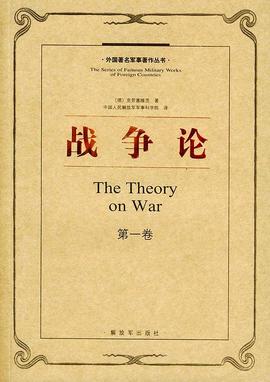 ·外国著名军事著作丛书·
The Series of Famous Military Works
of Foreign Countries
(德) 克劳塞维茨 著
中国人民解放军军事科学院 译
战争论
The Theory
on War
第一卷
解放军出版社